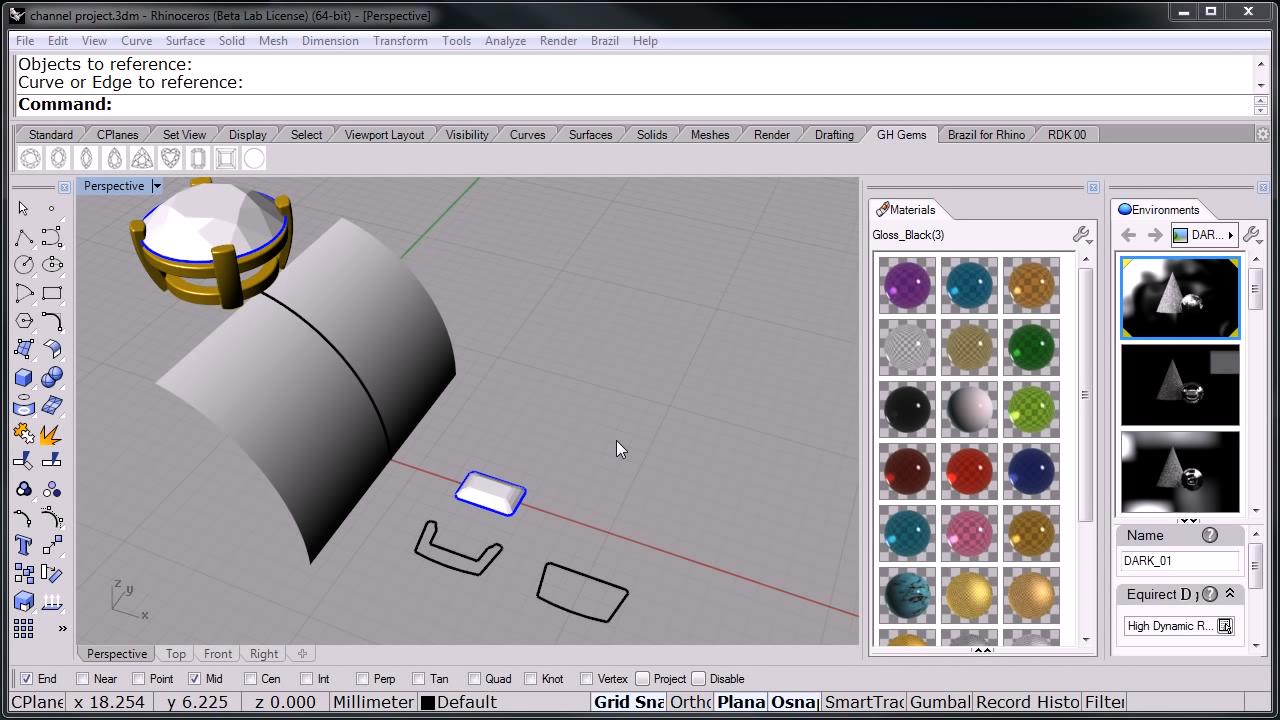 channel project.3dm - Rhinoceros (Beta Lab License) (64-bit) - [Perspective]
File Edit View Curve Surface Solid Mesh Dimension Transform Tools Analyze Render Brazil Help
Objects to reference:
Curve or Edge to reference:
Command:
Standard CPlanes Set View Display Select Viewport Layout Visibility Curves Surfaces Solids Meshes Render Drafting GH Gems Brazil for Rhino RDK 00
Perspective
Materials
Gloss_Black(3)
Environments
DAR...
Name
DARK_01
Equirect D
High Dynamic R...
z
y
x
Perspective Top Front Right
End Near Point Mid Cen Int Perp Tan Quad Knot Vertex Project Disable
CPlane x 18.254 y 6.225 z 0.000 Millimeter Default Grid Sna Ortho Plana Osnap SmartTrac Gumbal Record Histo Filter